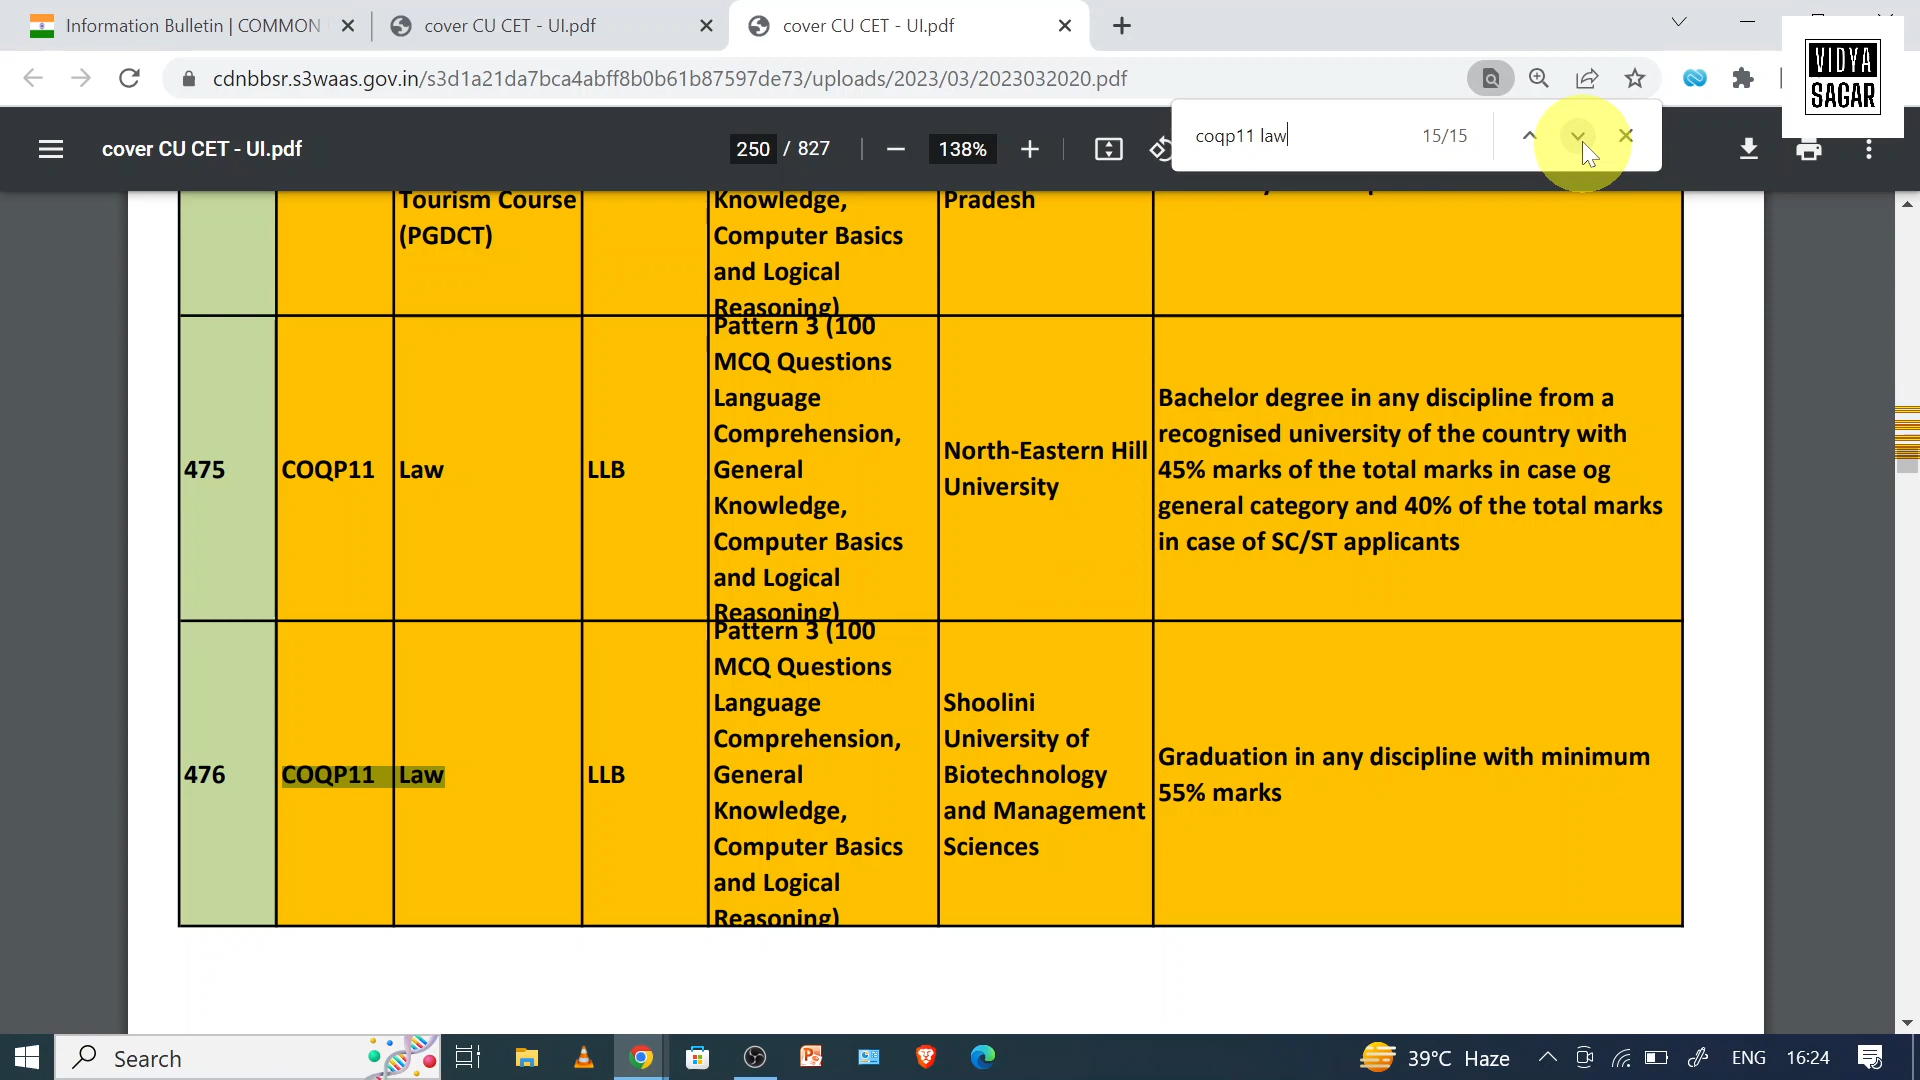 Information Bulletin | COMMON
cover CU CET - UI.pdf
cover CU CET - UI.pdf
cdnbbsr.s3waas.gov.in/s3d1a21da7bca4abff8b0b61b87597de73/uploads/2023/03/2023032020.pdf
VIDYA
SAGAR
cover CU CET - UI.pdf
250 / 827
138%
coqp11 law
15/15
Tourism Course
(PGDCT)
Knowledge,
Computer Basics
and Logical
Reasoning)
Pradesh
475
COQP11
Law
LLB
Pattern 3 (100
MCQ Questions
Language
Comprehension,
General
Knowledge,
Computer Basics
and Logical
Reasoning)
North-Eastern Hill
University
Bachelor degree in any discipline from a
recognised university of the country with
45% marks of the total marks in case og
general category and 40% of the total marks
in case of SC/ST applicants
476
COQP11
Law
LLB
Pattern 3 (100
MCQ Questions
Language
Comprehension,
General
Knowledge,
Computer Basics
and Logical
Reasoning)
Shoolini
University of
Biotechnology
and Management
Sciences
Graduation in any discipline with minimum
55% marks
Search
39°C Haze
ENG
16:24